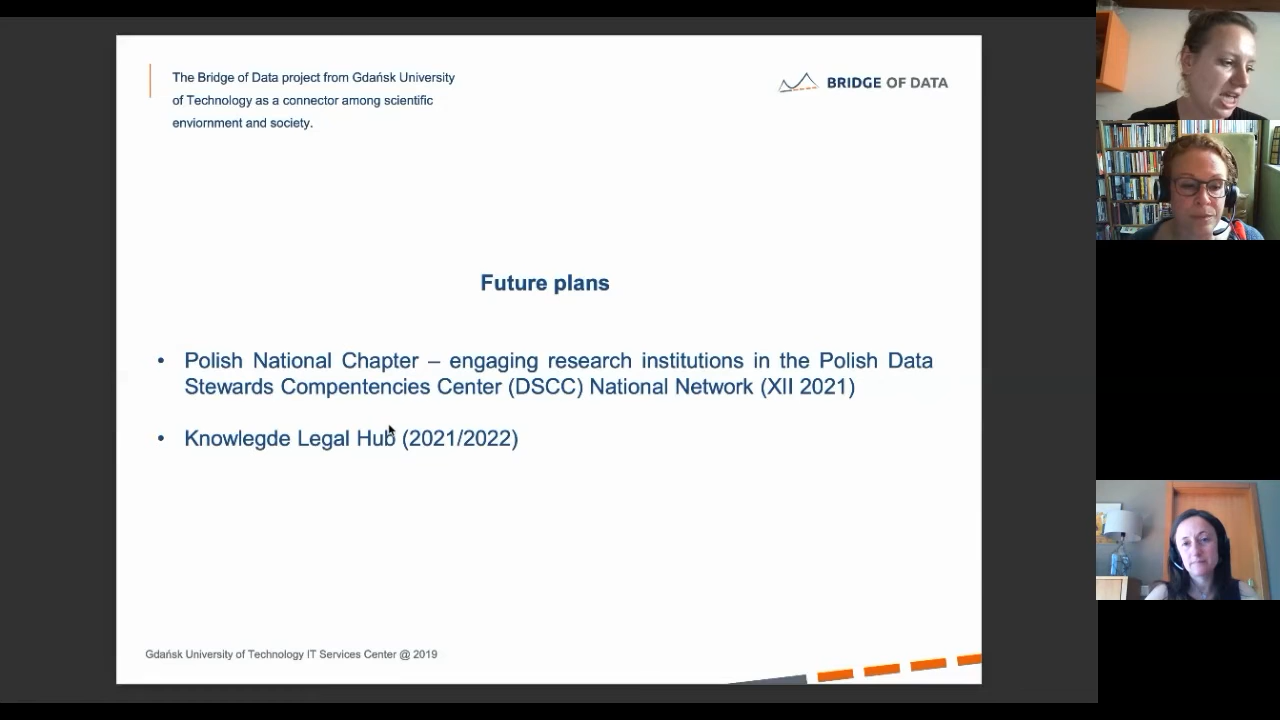 The Bridge of Data project from Gdańsk University
of Technology as a connector among scientific
enviornment and society.
BRIDGE OF DATA
Future plans
• Polish National Chapter – engaging research institutions in the Polish Data
Stewards Compentencies Center (DSCC) National Network (XII 2021)
• Knowlegde Legal Hub (2021/2022)
Gdańsk University of Technology IT Services Center @ 2019